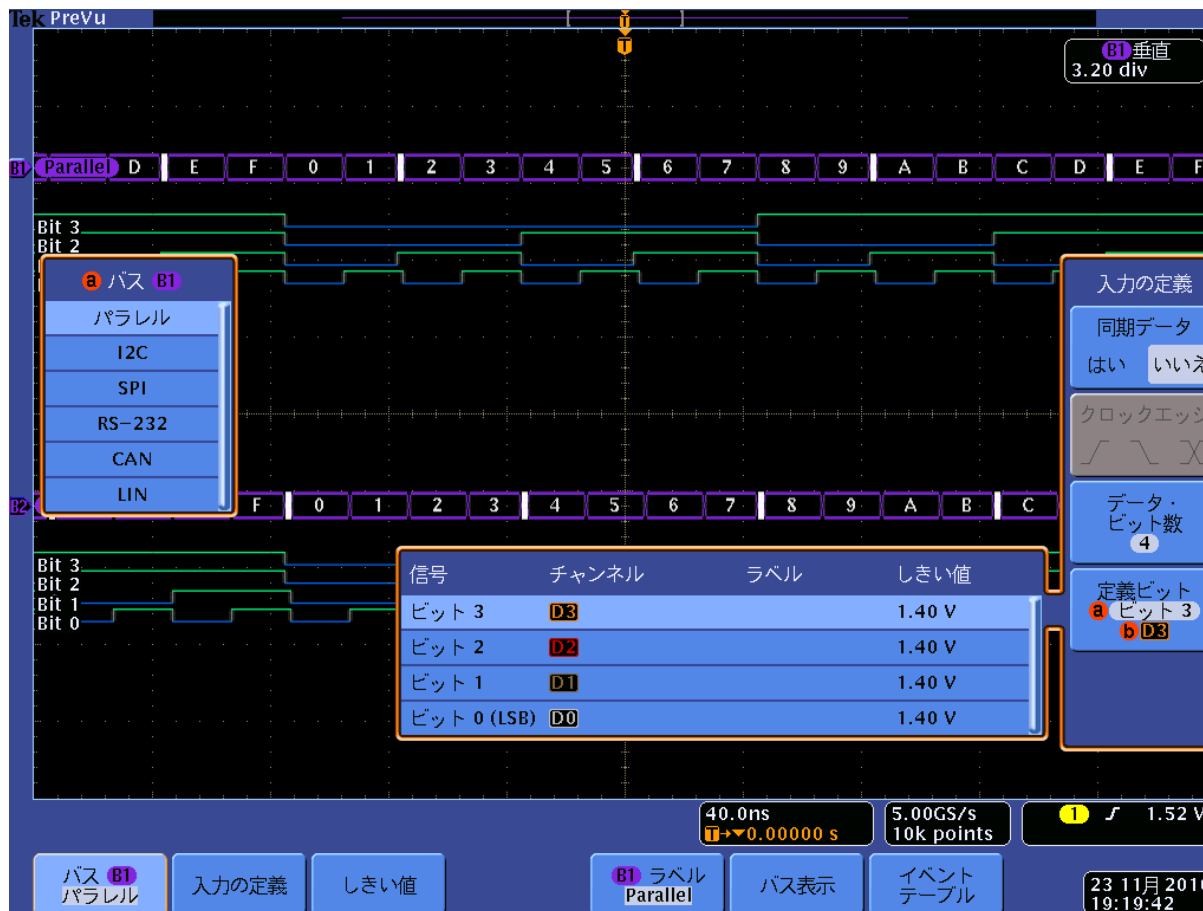 Tek PreVu
T
T
B1 垂直
3.20 div
B1 Parallel D E F 0 1 2 3 4 5 6 7 8 9 A B C D E F
Bit 3
Bit 2
a バス B1
パラレル
I2C
SPI
RS-232
CAN
LIN
入力の定義
同期データ
はい いいえ
クロックエッジ
データ・
ビット数
4
定義ビット
a ビット 3
b D3
B2 F 0 1 2 3 4 5 6 7 8 9 A B C
Bit 3
Bit 2
Bit 1
Bit 0
信号 チャンネル ラベル しきい値
ビット 3 D3 1.40 V
ビット 2 D2 1.40 V
ビット 1 D1 1.40 V
ビット 0 (LSB) D0 1.40 V
40.0ns
T→▼0.00000 s
5.00GS/s
10k points
1 1.52 V
バス B1
パラレル
入力の定義
しきい値
B1 ラベル
Parallel
バス表示
イベント
テーブル
23 11月 201
19:19:42